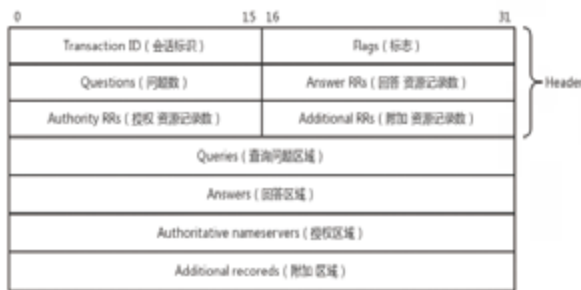 0 15 16 31
Transaction ID ( 会话标识 ) Flags ( 标志 )
Questions ( 问题数 ) Answer RRs ( 回答 资源记录数 )
Header
Authority RRs ( 授权 资源记录数 ) Additional RRs ( 附加 资源记录数 )
Queries ( 查询问题区域 )
Answers ( 回答区域 )
Authoritative nameservers ( 授权区域 )
Additional recoreds ( 附加 区域 )